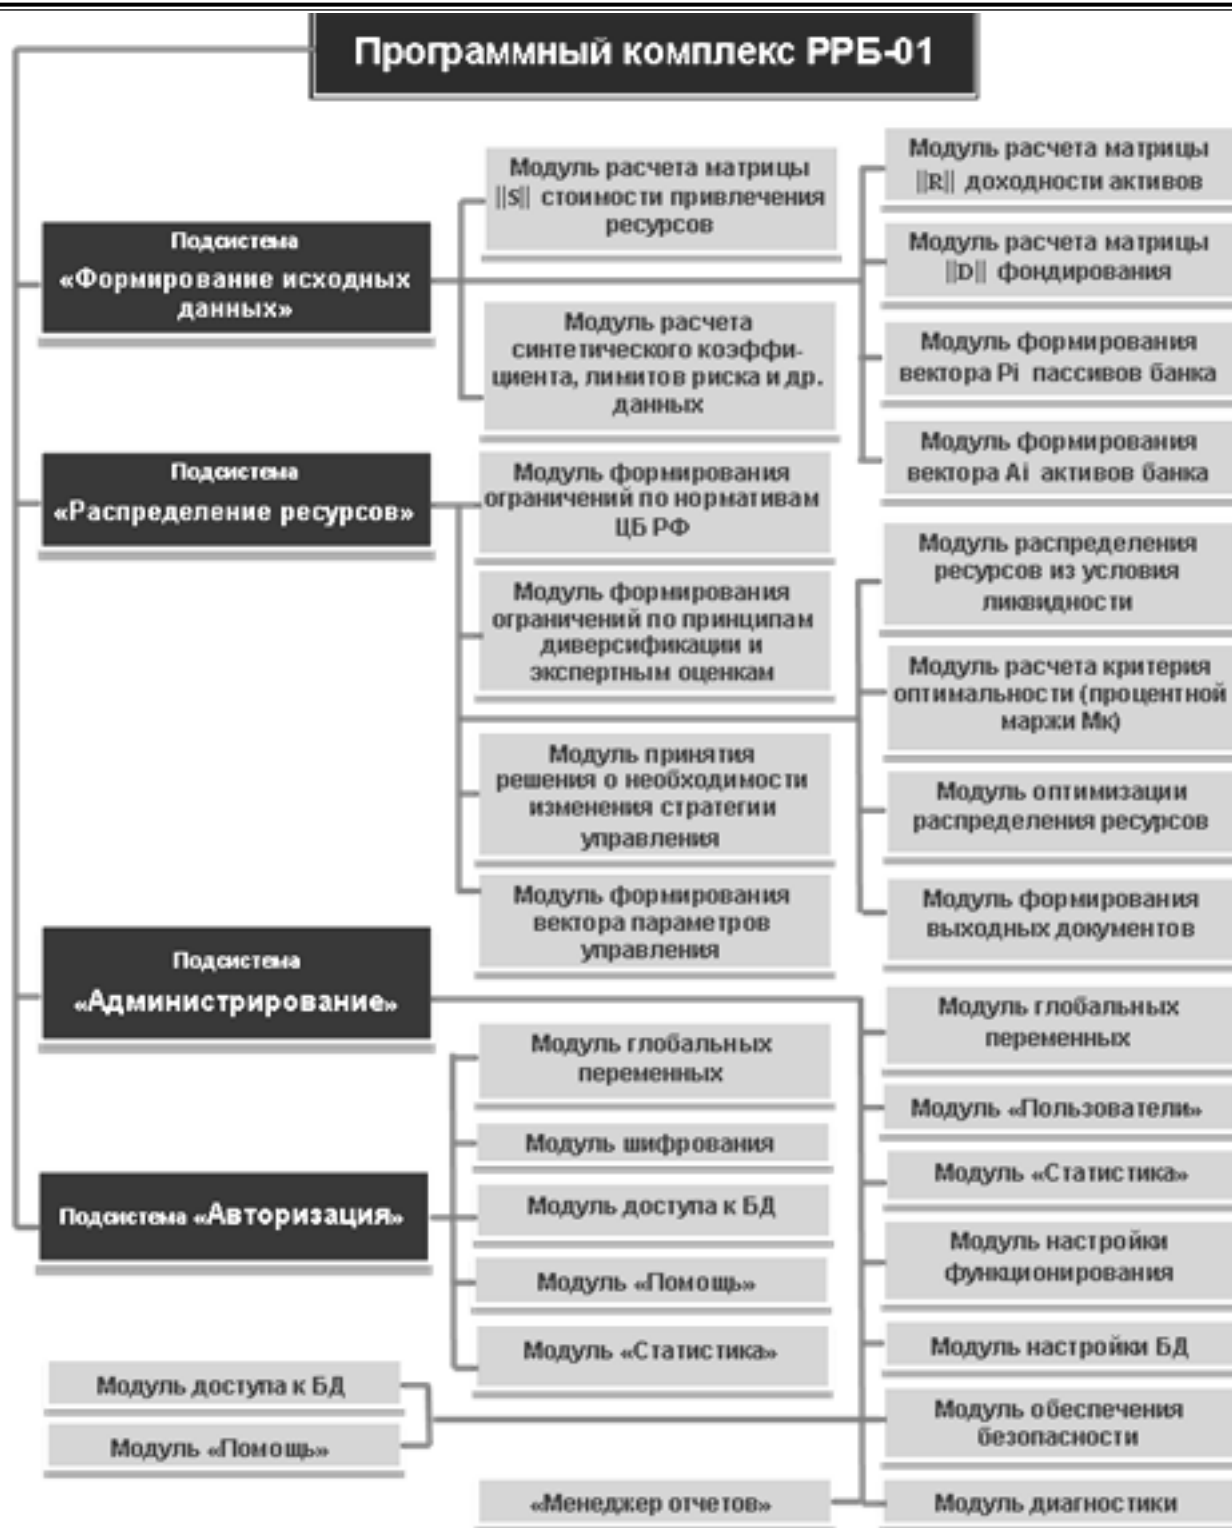 Программный комплекс РРБ-01
Подсистема
«Формирование исходных
данных»
Модуль расчета матрицы
||S|| стоимости привлечения
ресурсов
Модуль расчета
синтетического коэффи-
циента, лимитов риска и др.
данных
Модуль расчета матрицы
||R|| доходности активов
Модуль расчета матрицы
||D|| фондирования
Модуль формирования
вектора Pi пассивов банка
Модуль формирования
вектора Ai активов банка
Подсистема
«Распределение ресурсов»
Модуль формирования
ограничений по нормативам
ЦБ РФ
Модуль формирования
ограничений по принципам
диверсификации и
экспертным оценкам
Модуль принятия
решения о необходимости
изменения стратегии
управления
Модуль формирования
вектора параметров
управления
Модуль распределения
ресурсов из условия
ликвидности
Модуль расчета критерия
оптимальности (процентной
маржи Мк)
Модуль оптимизации
распределения ресурсов
Модуль формирования
выходных документов
Подсистема
«Администрирование»
Модуль глобальных
переменных
Модуль «Пользователи»
Модуль «Статистика»
Модуль настройки
функционирования
Модуль настройки БД
Модуль обеспечения
безопасности
Модуль диагностики
Подсистема «Авторизация»
Модуль глобальных
переменных
Модуль шифрования
Модуль доступа к БД
Модуль «Помощь»
Модуль «Статистика»
Модуль доступа к БД
Модуль «Помощь»
«Менеджер отчетов»